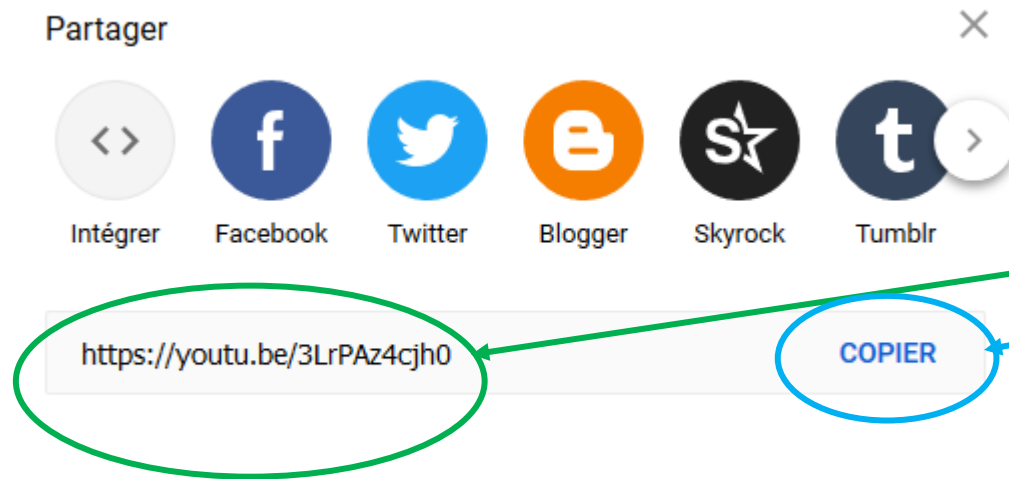 Partager
Intégrer Facebook Twitter Blogger Skyrock Tumblr
https://youtu.be/3LrPAz4cjh0 COPIER